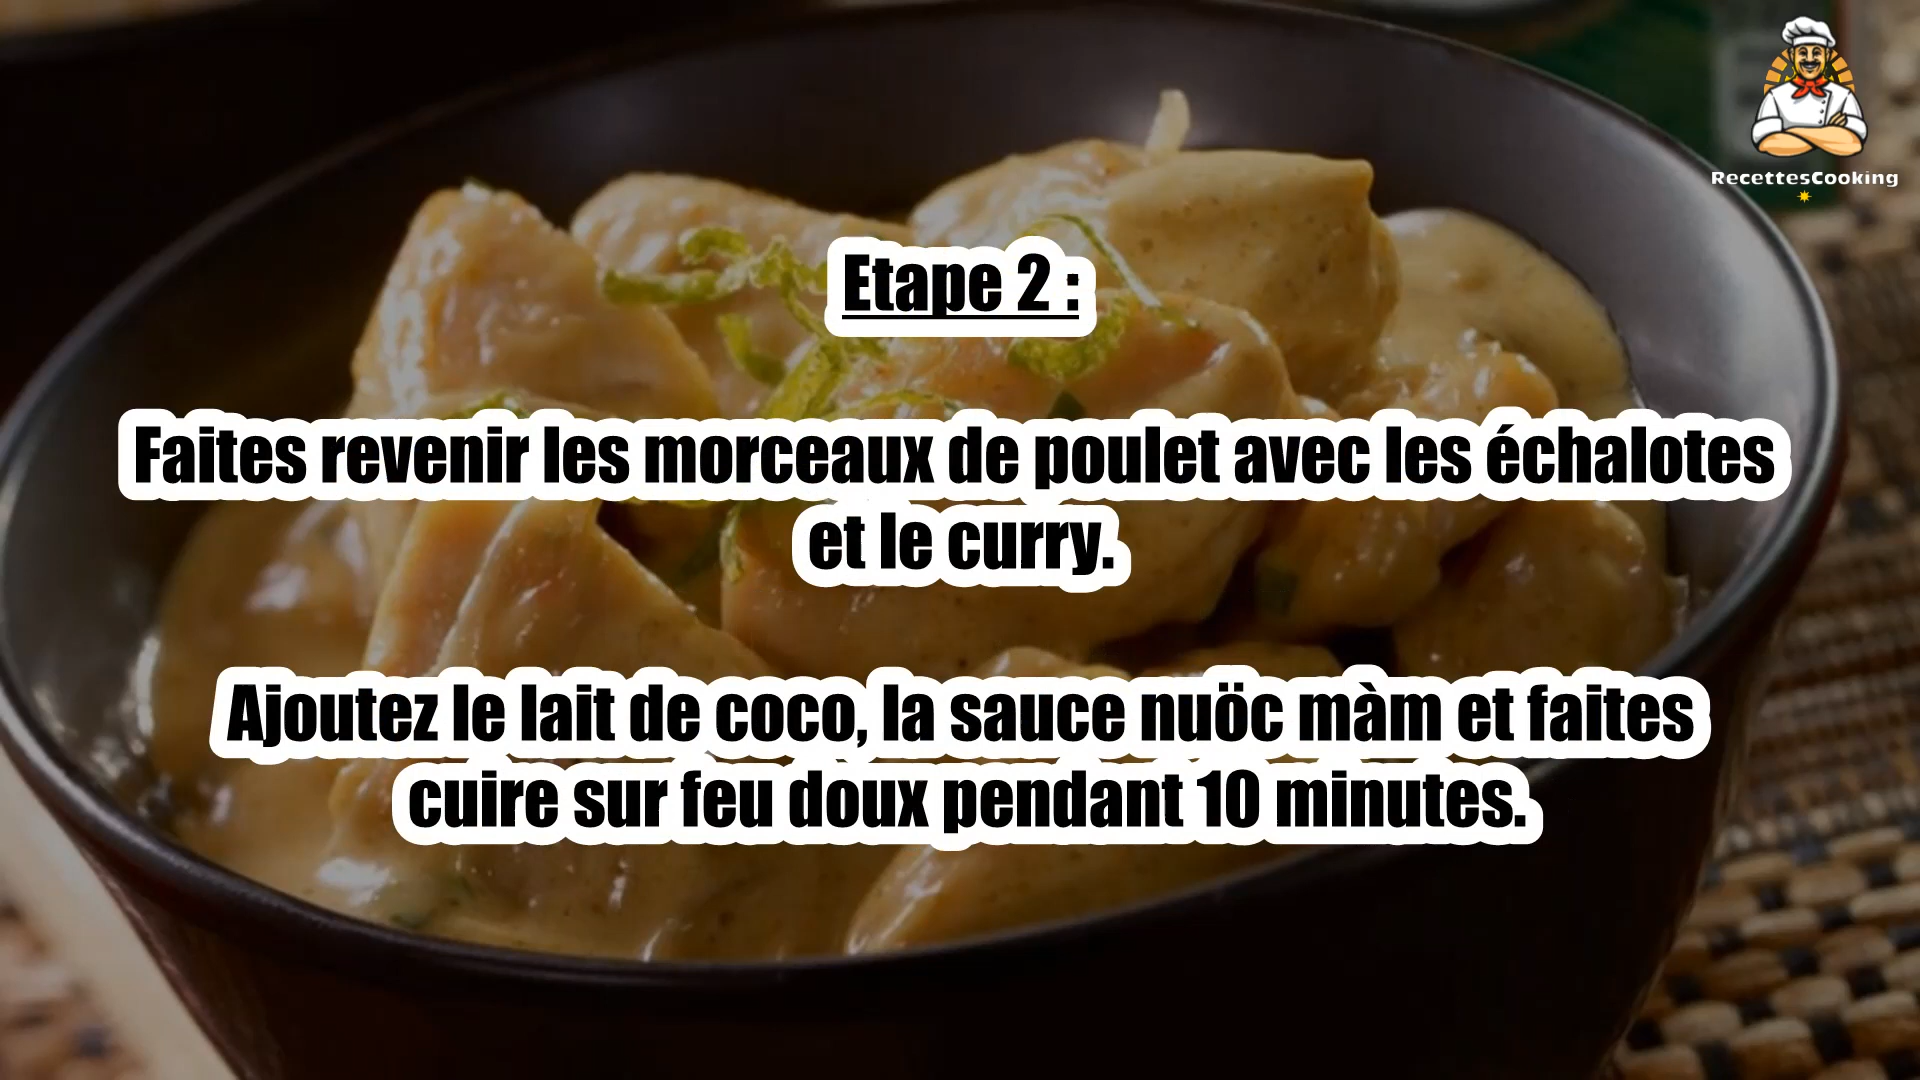 RecettesCooking
Etape 2 :
Faites revenir les morceaux de poulet avec les échalotes
et le curry.
Ajoutez le lait de coco, la sauce nuöc màm et faites
cuire sur feu doux pendant 10 minutes.